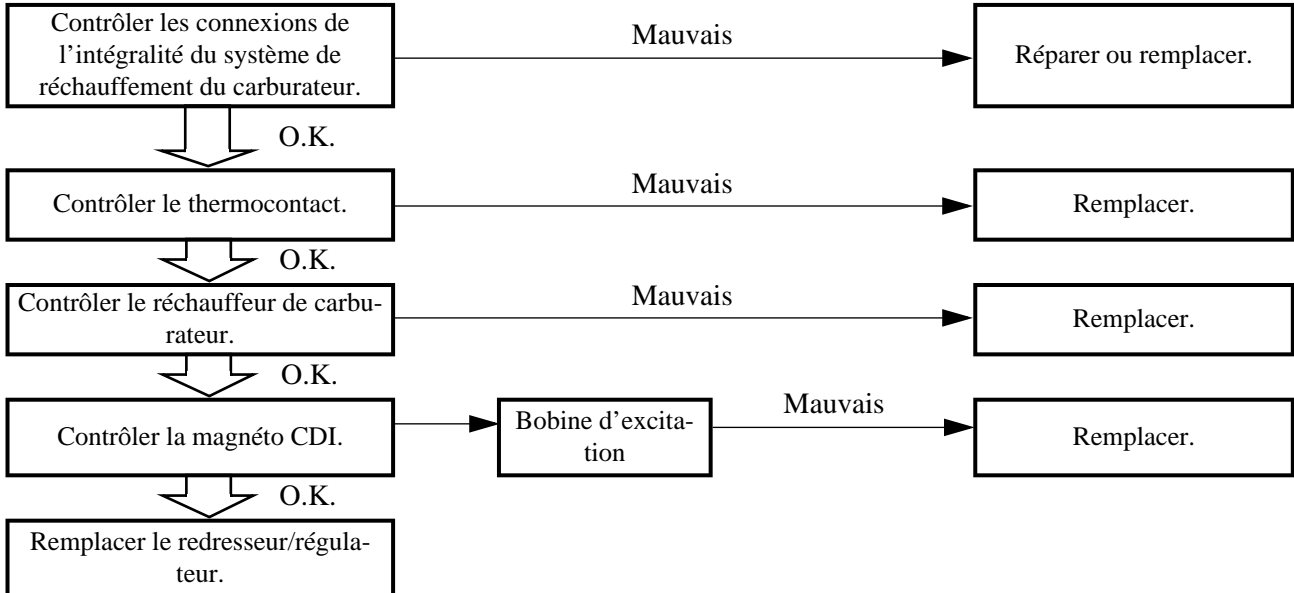 Contrôler les connexions de
l’intégralité du système de
réchauffement du carburateur.
Mauvais
Réparer ou remplacer.
O.K.
Contrôler le thermocontact.
Mauvais
Remplacer.
O.K.
Contrôler le réchauffeur de carbu-
rateur.
Mauvais
Remplacer.
O.K.
Contrôler la magnéto CDI.
Bobine d’excita-
tion
Mauvais
Remplacer.
O.K.
Remplacer le redresseur/régula-
teur.